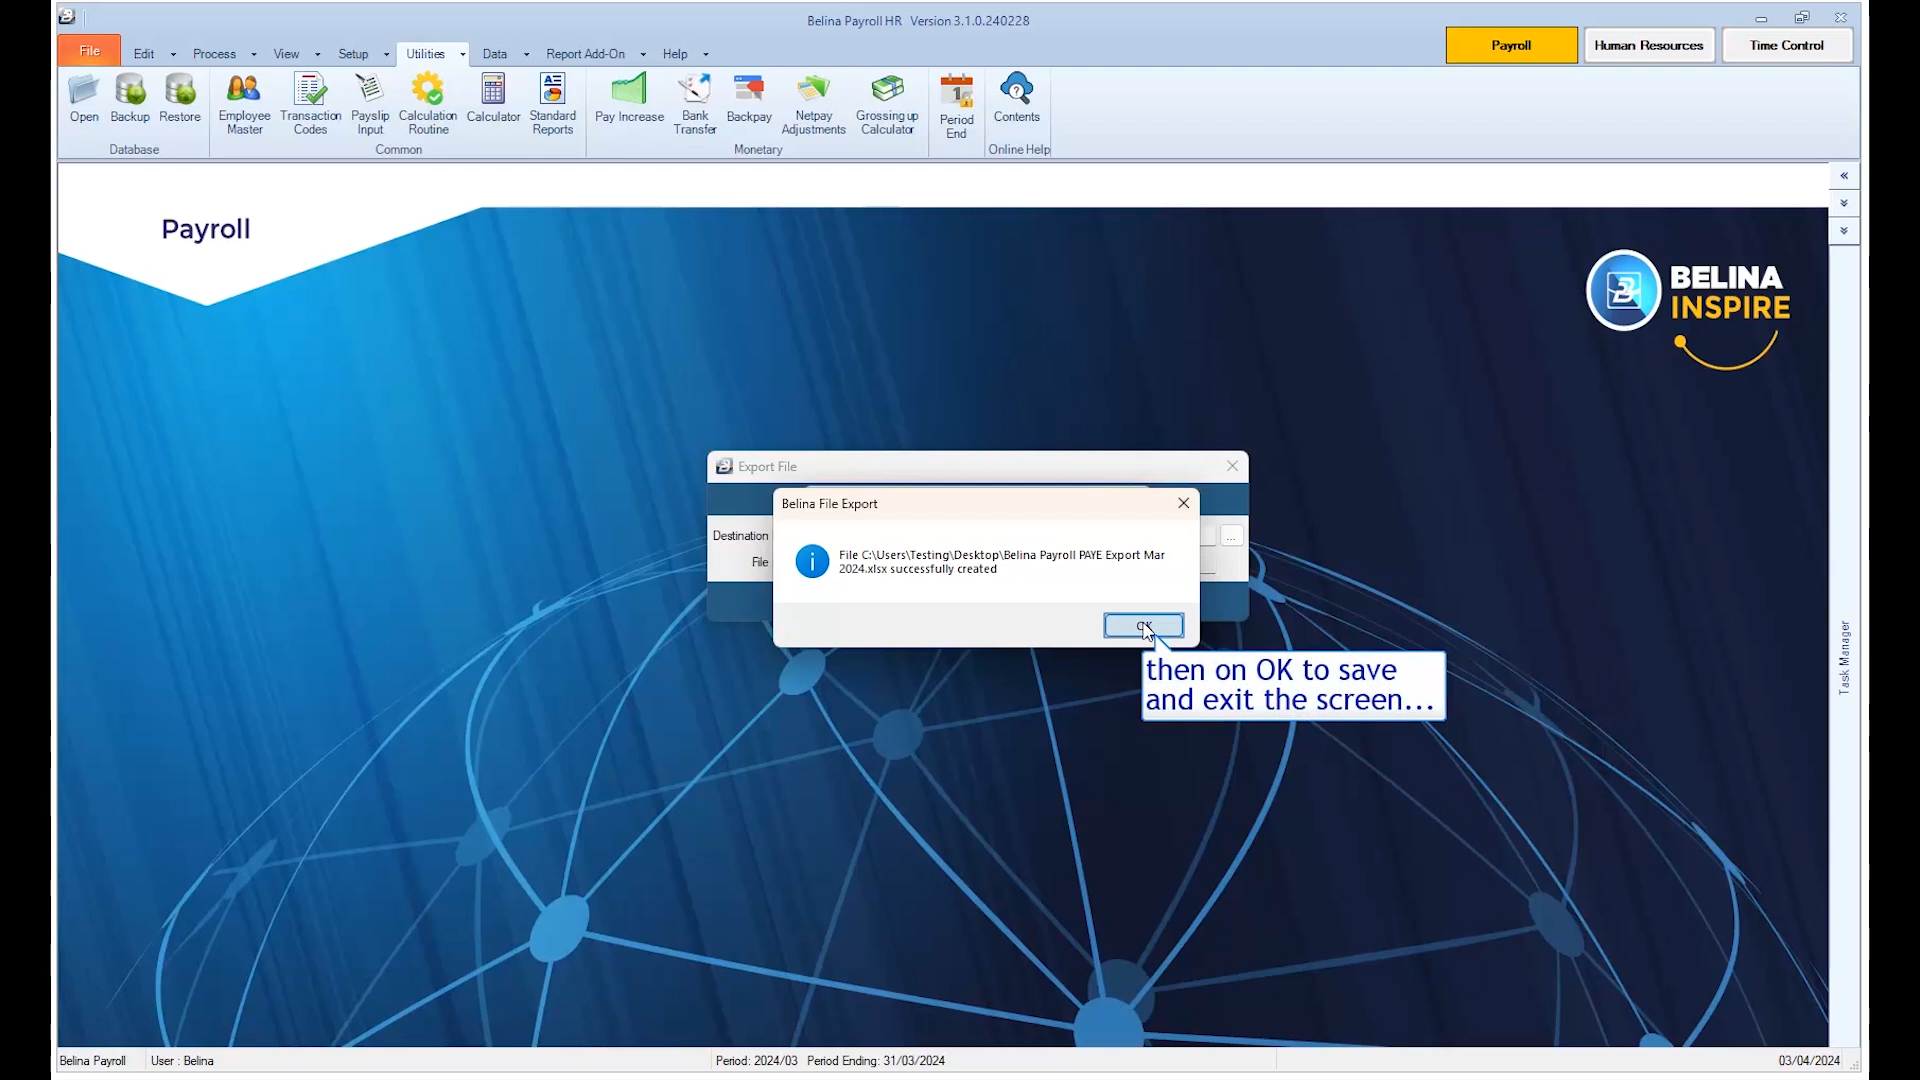 Belina Payroll HR Version 3.1.0.240228
File Edit Process View Setup Utilities Data Report Add-On Help
Payroll Human Resources Time Control
Open Backup Restore
Employee Master
Transaction Codes
Payslip Input
Calculation Routine
Calculator
Standard Reports
Pay Increase
Bank Transfer
Backpay
Netpay Adjustments
Grossing up Calculator
Period End
Contents
Database Common Monetary Online Help
Payroll
BELINA
INSPIRE
Export File
Belina File Export
Destination
...
File
File C:\Users\Testing\Desktop\Belina Payroll PAYE Export Mar
2024.xlsx successfully created
OK
then on OK to save
and exit the screen...
Task Manager
Belina Payroll User : Belina Period: 2024/03 Period Ending: 31/03/2024 03/04/2024